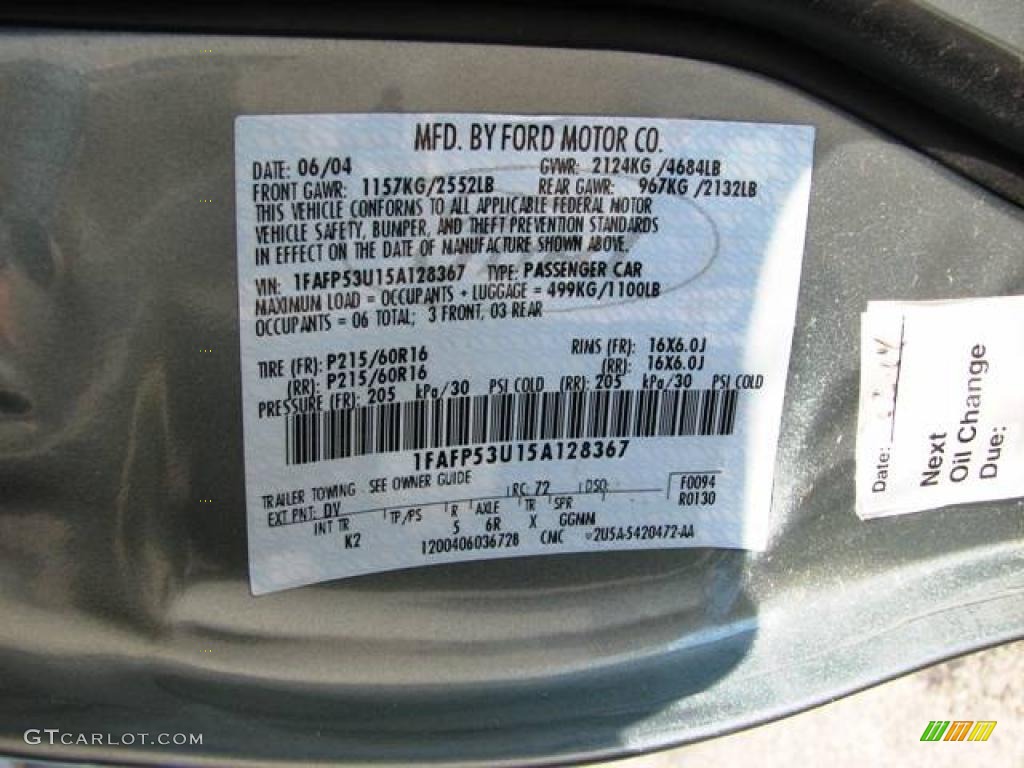 MFD. BY FORD MOTOR CO.
DATE: 06/04 GVWR: 2124KG /4684LB
FRONT GAWR: 1157KG/2552LB REAR GAWR: 967KG /2132LB
THIS VEHICLE CONFORMS TO ALL APPLICABLE FEDERAL MOTOR
VEHICLE SAFETY, BUMPER, AND THEFT PREVENTION STANDARDS
IN EFFECT ON THE DATE OF MANUFACTURE SHOWN ABOVE.
VIN: 1FAFP53U15A128367 TYPE: PASSENGER CAR
MAXIMUM LOAD = OCCUPANTS + LUGGAGE = 499KG/1100LB
OCCUPANTS = 06 TOTAL; 3 FRONT, 03 REAR
TIRE (FR): P215/60R16 RIMS (FR): 16X6.0J
(RR): P215/60R16 (RR): 16X6.0J
PRESSURE (FR): 205 kPa/30 PSI COLD (RR): 205 kPa/30 PSI COLD
1FAFP53U15A128367
TRAILER TOWING - SEE OWNER GUIDE
EXT PNT: DV RC: 72 DSO: F0094
R0130
INT TR TP/PS R AXLE TR SPR
K2 5 6R X GGNN
1200406036728 CMC 2U5A-5420472-AA
Date:
Next
Oil Change
Due:
GTCARLOT.COM